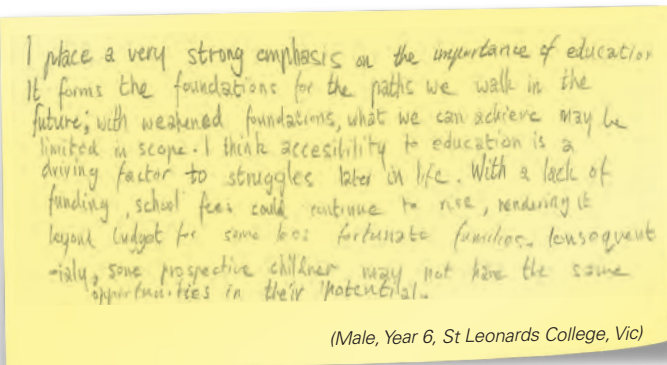 I place a very strong emphasis on the importance of education
It forms the foundations for the paths we walk in the
future; with weakened foundations, what we can achieve may be
limited in scope. I think accesibility to education is a
driving factor to struggles later in life. With a lack of
funding, school fees could continue to rise, rendering it
beyond budget for some less fortunate families. Consequent
-ialy, some prospective children may not have the same
opportunities in their potential.
(Male, Year 6, St Leonards College, Vic)